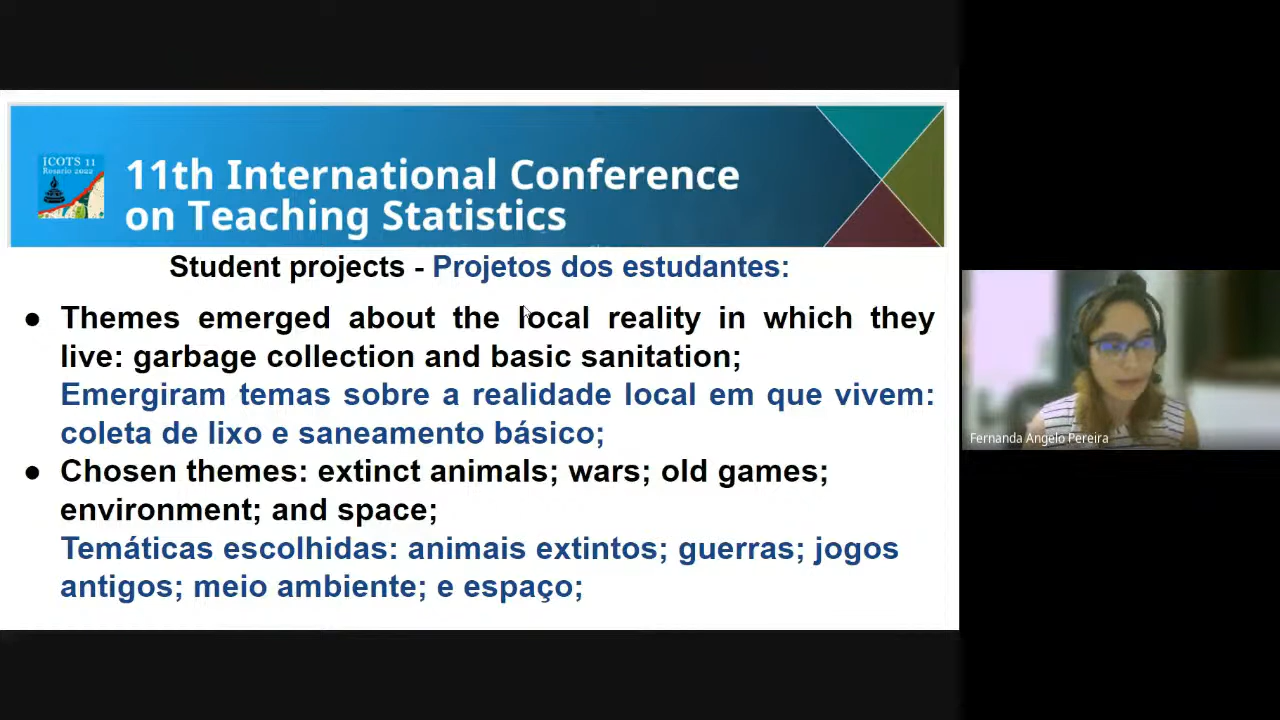 ICOTS 11
Rosario 2022
11th International Conference
on Teaching Statistics
Student projects - Projetos dos estudantes:
● Themes emerged about the local reality in which they
live: garbage collection and basic sanitation;
Emergiram temas sobre a realidade local em que vivem:
coleta de lixo e saneamento básico;
● Chosen themes: extinct animals; wars; old games;
environment; and space;
Temáticas escolhidas: animais extintos; guerras; jogos
antigos; meio ambiente; e espaço;
Fernanda Angelo Pereira